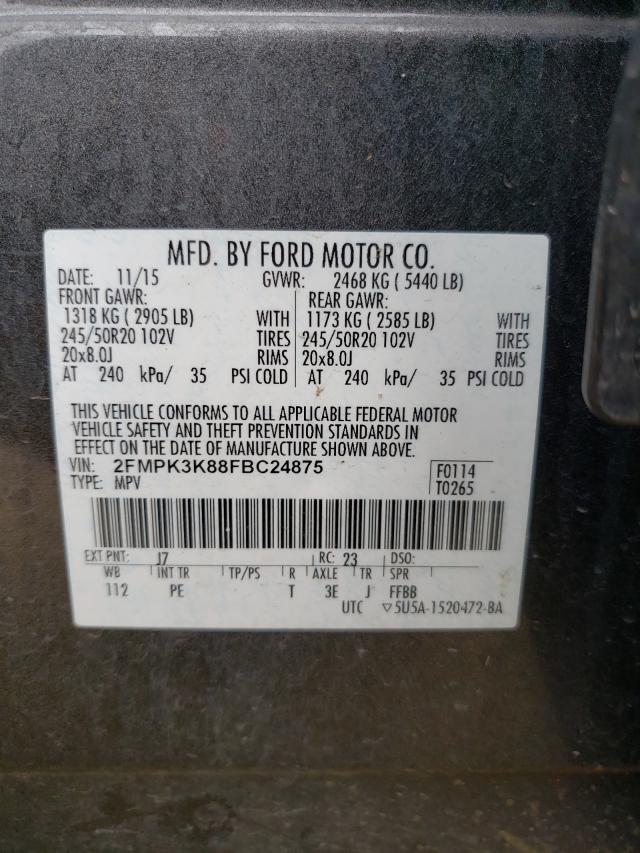 MFD. BY FORD MOTOR CO.
DATE: 11/15 GVWR: 2468 KG ( 5440 LB)
FRONT GAWR: REAR GAWR:
1318 KG ( 2905 LB) WITH 1173 KG ( 2585 LB) WITH
245/50R20 102V TIRES 245/50R20 102V TIRES
20x8.0J RIMS 20x8.0J RIMS
AT 240 kPa/ 35 PSI COLD AT 240 kPa/ 35 PSI COLD
THIS VEHICLE CONFORMS TO ALL APPLICABLE FEDERAL MOTOR
VEHICLE SAFETY AND THEFT PREVENTION STANDARDS IN
EFFECT ON THE DATE OF MANUFACTURE SHOWN ABOVE.
VIN: 2FMPK3K88FBC24875 F0114
TYPE: MPV T0265
EXT PNT: J7 RC: 23 DSO:
WB INT TR TP/PS R AXLE TR SPR
112 PE T 3E J FFBB
UTC ▽5U5A-1520472-BA